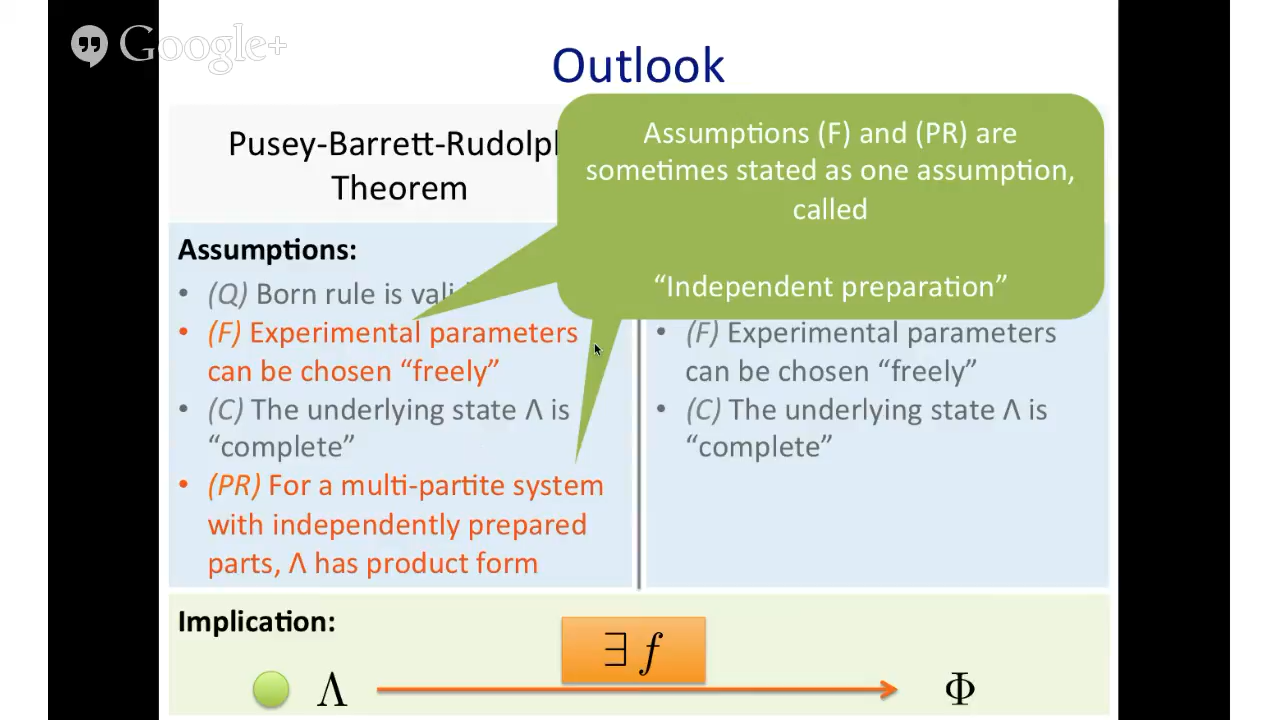 Google+
Outlook
Pusey-Barrett-Rudolph
Theorem
Assumptions (F) and (PR) are
sometimes stated as one assumption,
called
“Independent preparation”
Assumptions:
• (Q) Born rule is vali
• (F) Experimental parameters
can be chosen “freely”
• (C) The underlying state Λ is
“complete”
• (PR) For a multi-partite system
with independently prepared
parts, Λ has product form
• (F) Experimental parameters
can be chosen “freely”
• (C) The underlying state Λ is
“complete”
Implication:
∃ f
Λ
Φ